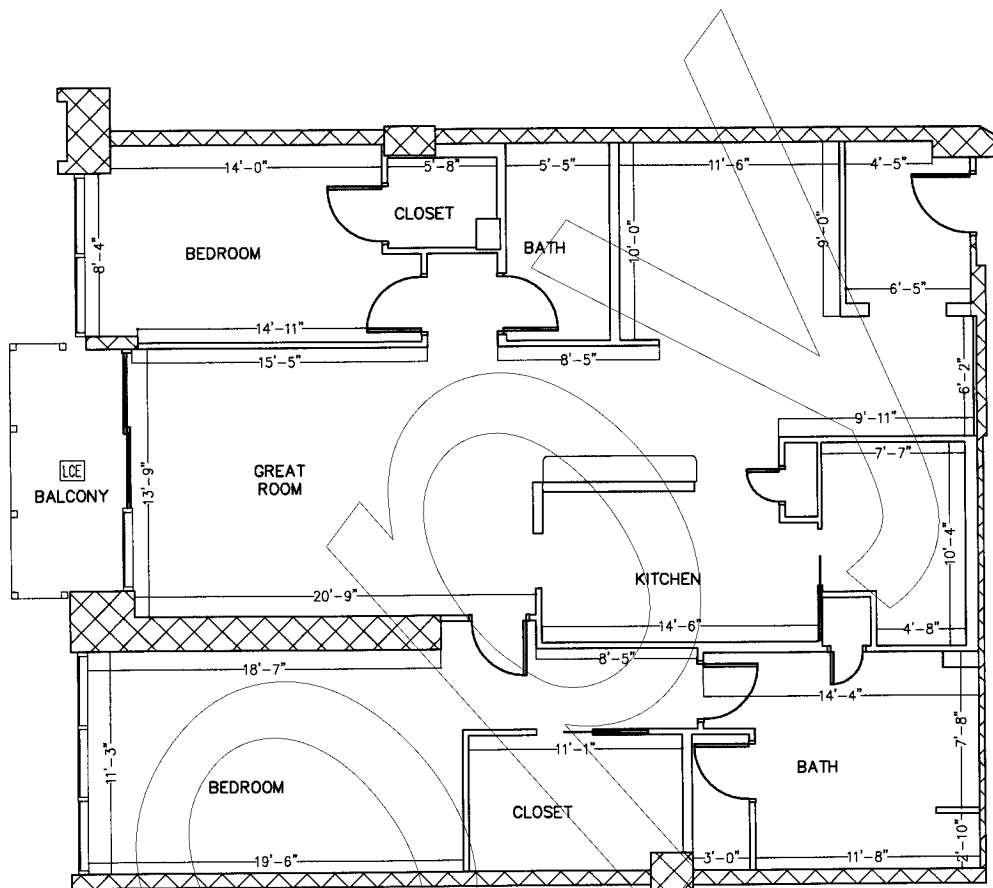 14'-0"
5'-8"
5'-5"
11'-6"
4'-5"
CLOSET
8'-4"
BEDROOM
BATH
10'-0"
9'-0"
6'-5"
14'-11"
15'-5"
8'-5"
6'-2"
9'-11"
7'-7"
LCE
BALCONY
13'-9"
GREAT
ROOM
10'-4"
KITCHEN
20'-9"
14'-6"
4'-8"
18'-7"
8'-5"
14'-4"
11'-3"
7'-8"
11'-1"
BEDROOM
BATH
CLOSET
19'-6"
3'-0"
11'-8"
2'-10"